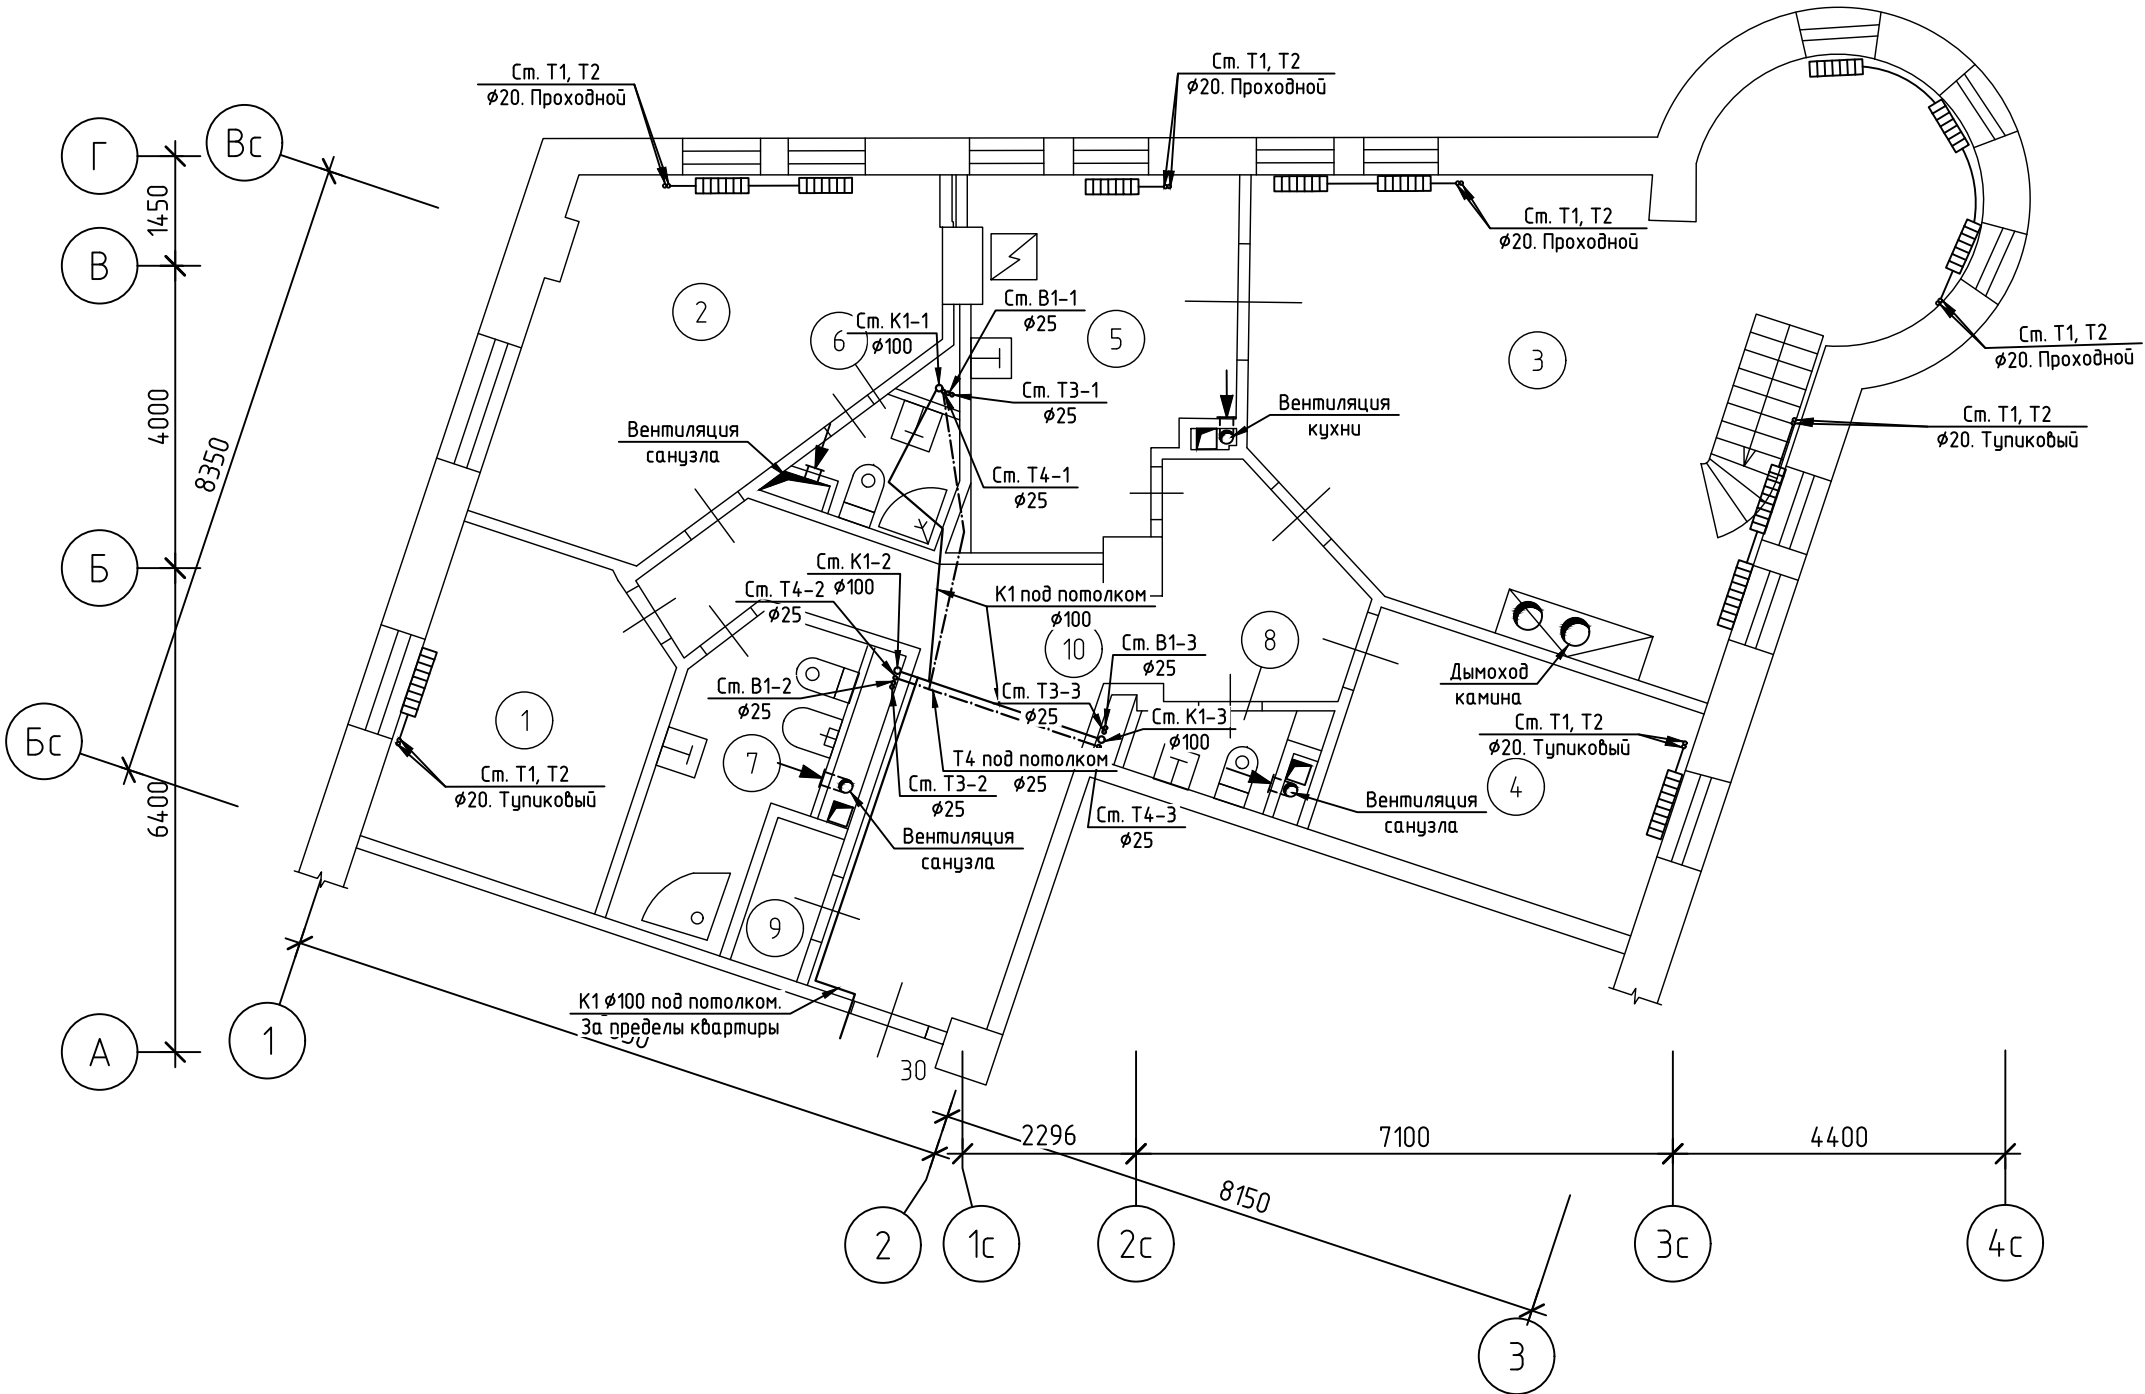 Ст. Т1, Т2
ϕ20. Проходной
Ст. Т1, Т2
ϕ20. Проходной
Г
Вс
1450
В
Ст. Т1, Т2
ϕ20. Проходной
2
Ст. К1-1
ϕ100
6
Ст. В1-1
ϕ25
5
3
Ст. Т1, Т2
ϕ20. Проходной
4000
8350
Вентиляция
санузла
Ст. Т3-1
ϕ25
Вентиляция
кухни
Ст. Т1, Т2
ϕ20. Тупиковый
Ст. Т4-1
ϕ25
Б
Ст. К1-2
ϕ100
Ст. Т4-2
ϕ25
К1 под потолком
ϕ100
10
8
Ст. В1-3
ϕ25
Ст. В1-2
ϕ25
Ст. Т3-3
ϕ25
Дымоход
камина
Бс
1
7
Ст. К1-3
ϕ100
Ст. Т1, Т2
ϕ20. Тупиковый
4
6400
Ст. Т1, Т2
ϕ20. Тупиковый
Т4 под потолком
ϕ25
Ст. Т3-2
ϕ25
Ст. Т4-3
ϕ25
Вентиляция
санузла
Вентиляция
санузла
9
К1 ϕ100 под потолком.
За пределы квартиры
А
1
30
2296
7100
4400
8150
2
1с
2с
3с
4с
3